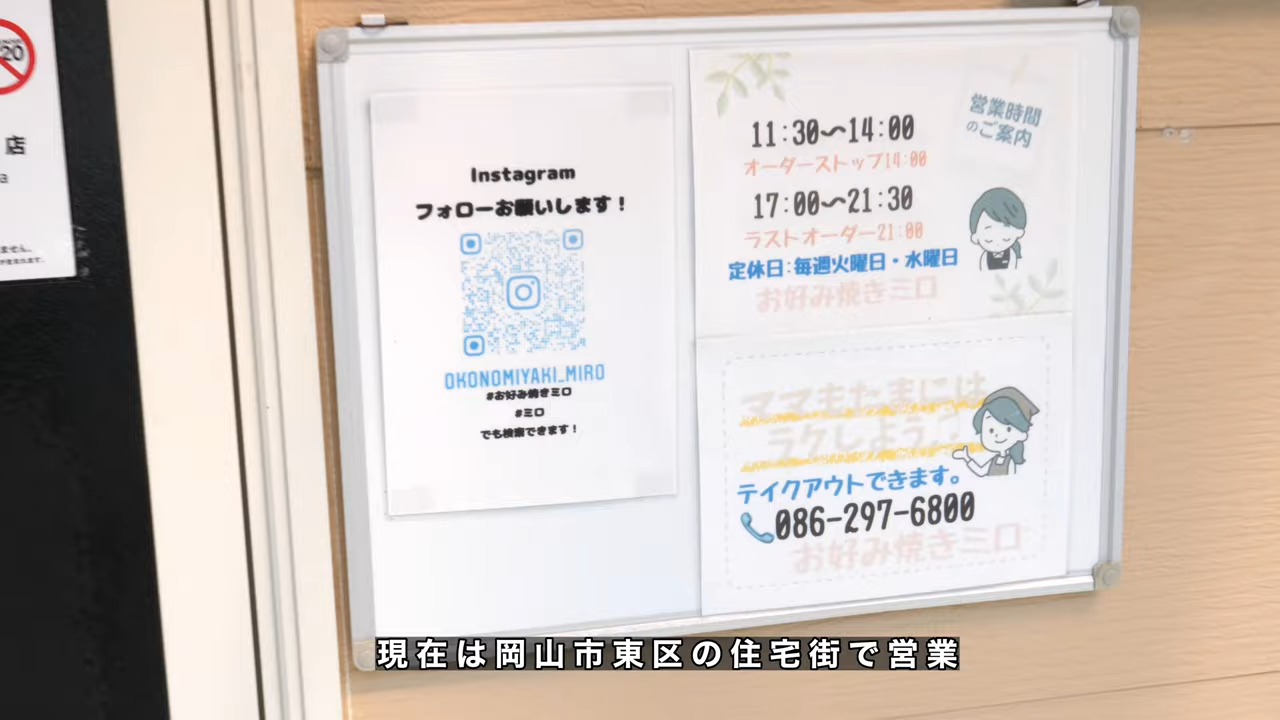 20
店
a
ません。
Instagram
フォローお願いします！
OKONOMIYAKI_MIRO
#お好み焼きミロ
#ミロ
でも検索できます！
営業時間
のご案内
11:30〜14:00
オーダーストップ14:00
17:00〜21:30
ラストオーダー21:00
定休日:毎週火曜日・水曜日
お好み焼きミロ
ママもたまには
ラクしよう♫
テイクアウトできます。
086-297-6800
お好み焼きミロ
現在は岡山市東区の住宅街で営業